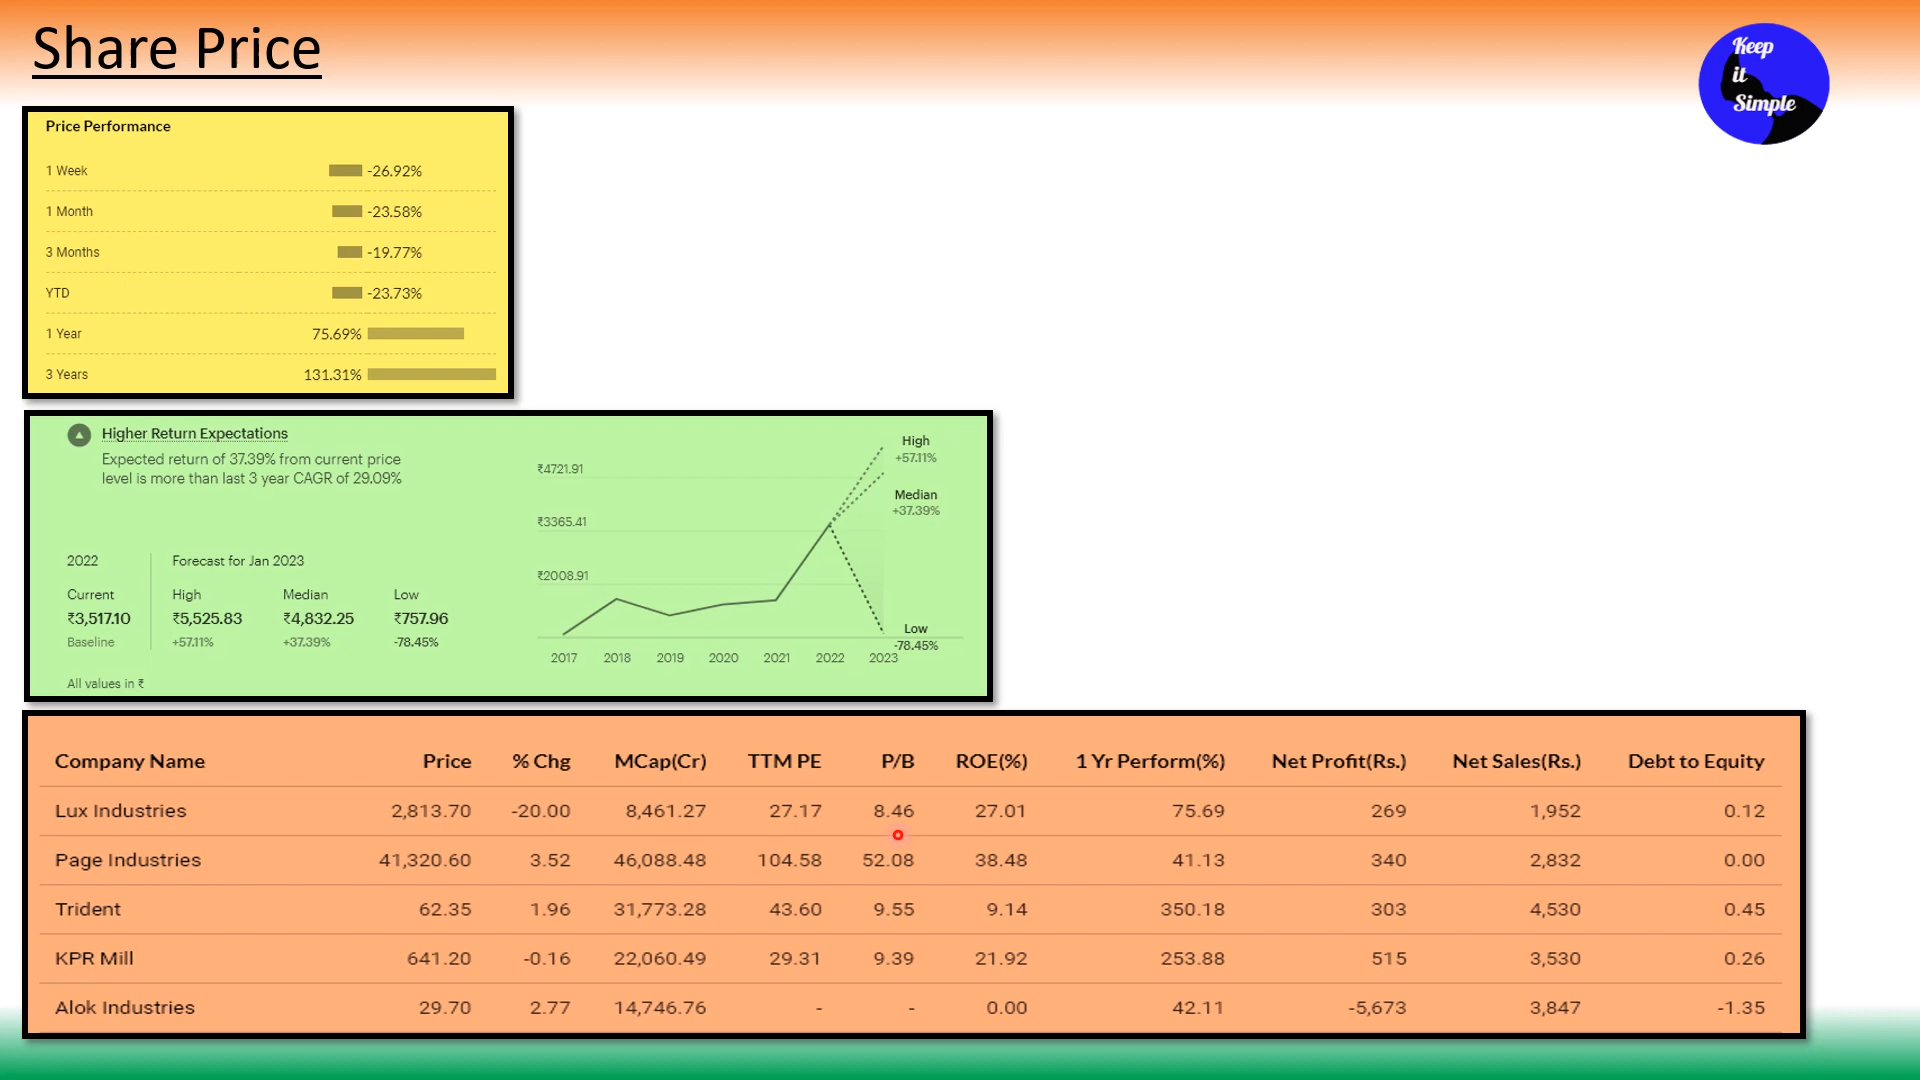 Share Price
Keep
it
Simple
Price Performance
1 Week -26.92%
1 Month -23.58%
3 Months -19.77%
YTD -23.73%
1 Year 75.69%
3 Years 131.31%
Higher Return Expectations
Expected return of 37.39% from current price
level is more than last 3 year CAGR of 29.09%
2022 Forecast for Jan 2023
Current High Median Low
₹3,517.10 ₹5,525.83 ₹4,832.25 ₹757.96
Baseline +57.11% +37.39% -78.45%
All values in ₹
₹4721.91
₹3365.41
₹2008.91
High
+57.11%
Median
+37.39%
Low
-78.45%
2017 2018 2019 2020 2021 2022 2023
Company Name Price % Chg MCap(Cr) TTM PE P/B ROE(%) 1 Yr Perform(%) Net Profit(Rs.) Net Sales(Rs.) Debt to Equity
Lux Industries 2,813.70 -20.00 8,461.27 27.17 8.46 27.01 75.69 269 1,952 0.12
Page Industries 41,320.60 3.52 46,088.48 104.58 52.08 38.48 41.13 340 2,832 0.00
Trident 62.35 1.96 31,773.28 43.60 9.55 9.14 350.18 303 4,530 0.45
KPR Mill 641.20 -0.16 22,060.49 29.31 9.39 21.92 253.88 515 3,530 0.26
Alok Industries 29.70 2.77 14,746.76 - - 0.00 42.11 -5,673 3,847 -1.35